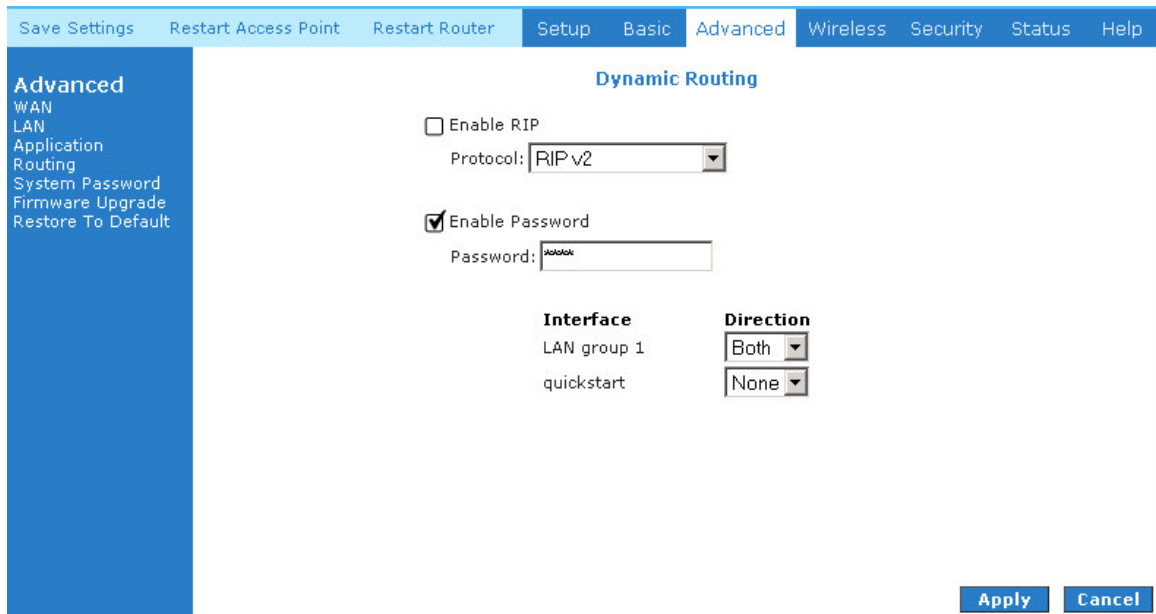 Save Settings Restart Access Point Restart Router Setup Basic Advanced Wireless Security Status Help
Advanced
WAN
LAN
Application
Routing
System Password
Firmware Upgrade
Restore To Default
Dynamic Routing
Enable RIP
Protocol: RIP v2
Enable Password
Password: *****
Interface Direction
LAN group 1 Both
quickstart None
Apply Cancel